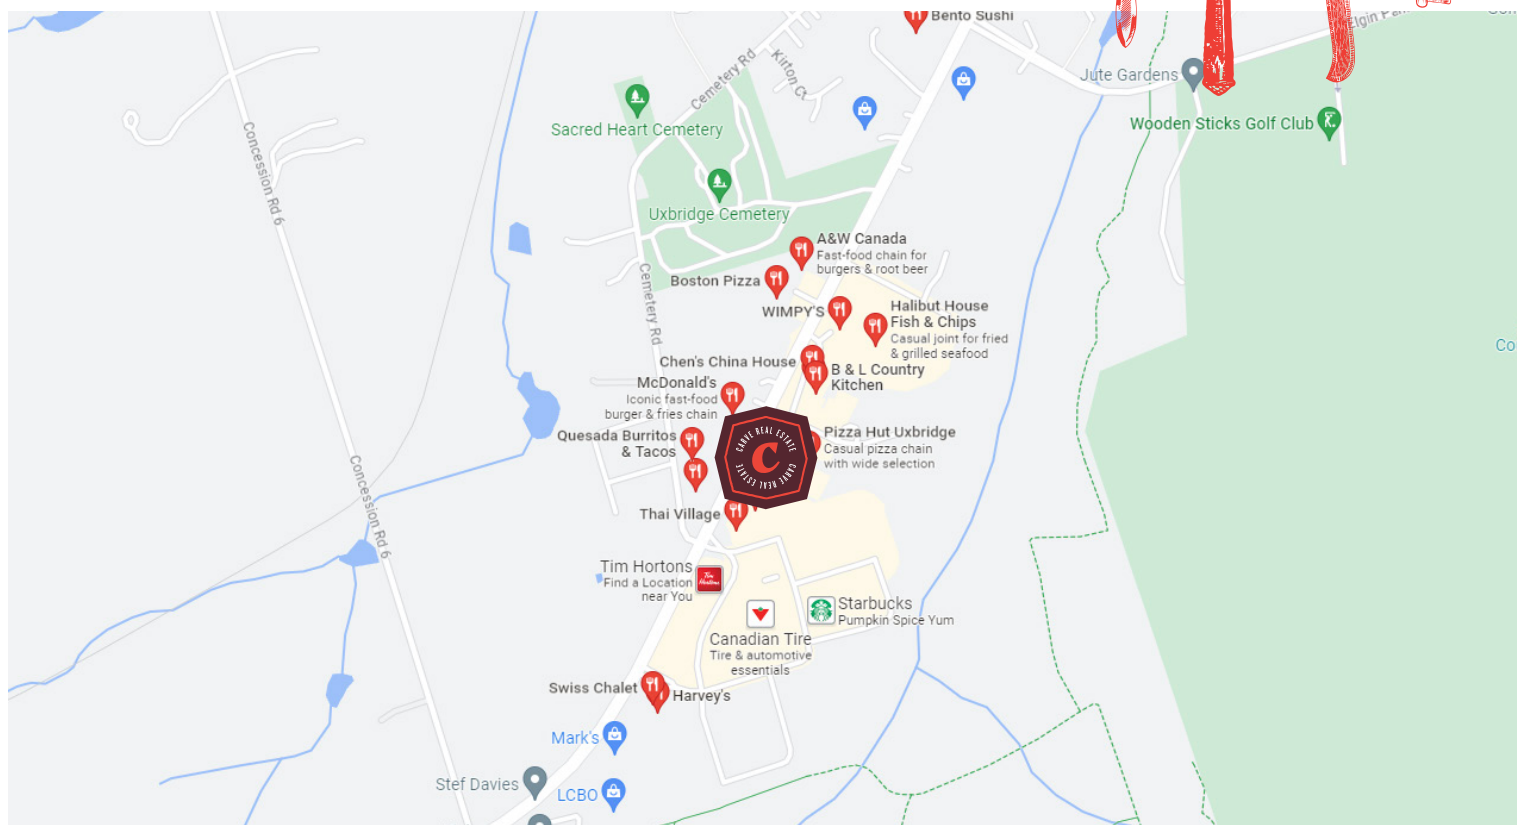 Bento Sushi
Elgin Par
Cemetery Rd
Kirton Ct
Jute Gardens
Sacred Heart Cemetery
Wooden Sticks Golf Club
Concession Rd 6
Uxbridge Cemetery
A&W Canada
Fast-food chain for
burgers & root beer
Boston Pizza
Cemetery Rd
WIMPY'S
Halibut House
Fish & Chips
Casual joint for fried
& grilled seafood
Co
Chen's China House
B & L Country
Kitchen
McDonald's
Iconic fast-food
burger & fries chain
Quesada Burritos
& Tacos
CARVE REAL ESTATE
C
CARVE REAL ESTATE
Pizza Hut Uxbridge
Casual pizza chain
with wide selection
Concession Rd 6
Thai Village
Tim Hortons
Find a Location
near You
Tim
Hortons
Starbucks
Pumpkin Spice Yum
Canadian Tire
Tire & automotive
essentials
Swiss Chalet
Harvey's
Mark's
Stef Davies
LCBO